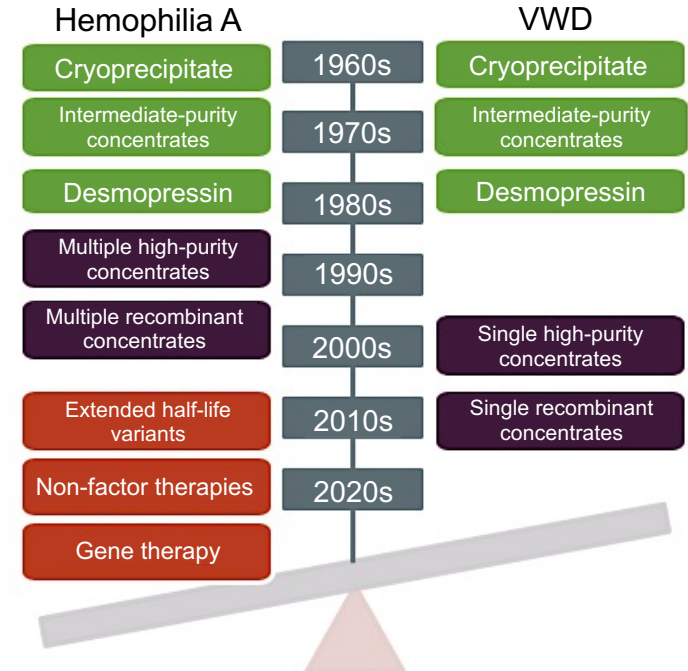 Hemophilia A
VWD
Cryoprecipitate
1960s
Cryoprecipitate
Intermediate-purity
concentrates
1970s
Intermediate-purity
concentrates
Desmopressin
1980s
Desmopressin
Multiple high-purity
concentrates
1990s
Multiple recombinant
concentrates
2000s
Single high-purity
concentrates
Extended half-life
variants
2010s
Single recombinant
concentrates
Non-factor therapies
2020s
Gene therapy